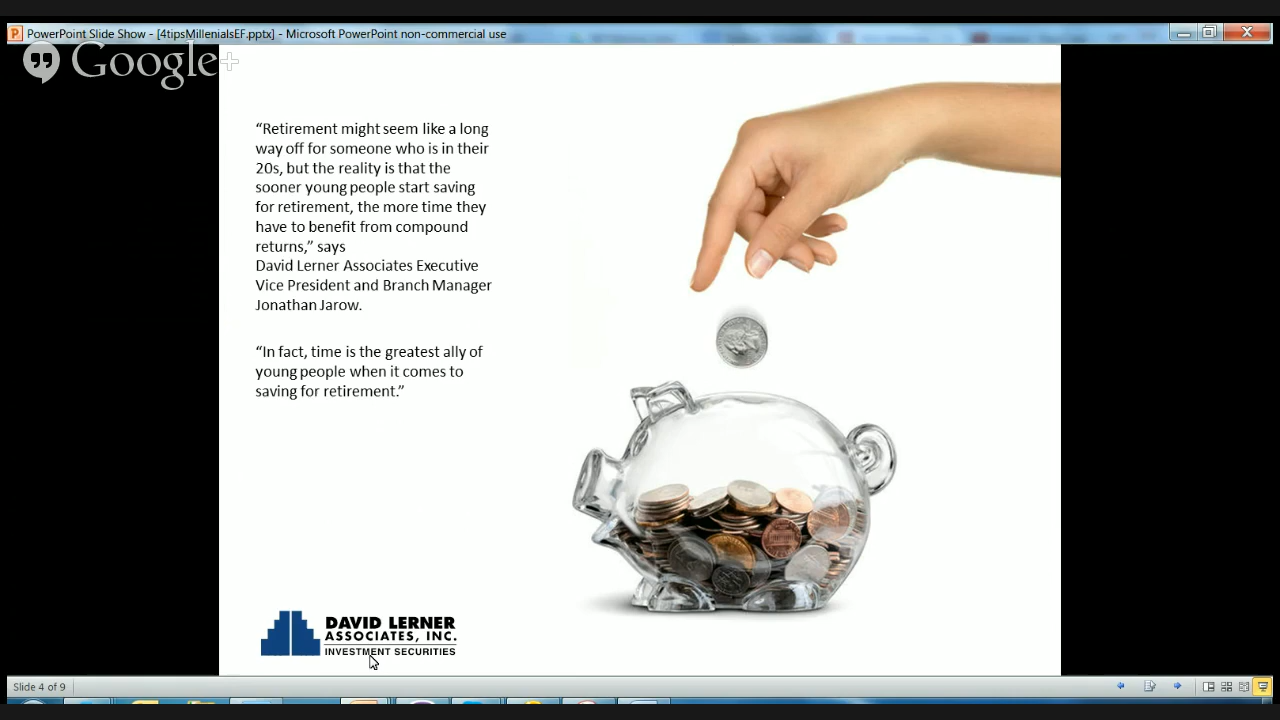 PowerPoint Slide Show - [4tipsMillenialsEF.pptx] - Microsoft PowerPoint non-commercial use
Google+
“Retirement might seem like a long
way off for someone who is in their
20s, but the reality is that the
sooner young people start saving
for retirement, the more time they
have to benefit from compound
returns,” says
David Lerner Associates Executive
Vice President and Branch Manager
Jonathan Jarow.
“In fact, time is the greatest ally of
young people when it comes to
saving for retirement.”
DAVID LERNER
ASSOCIATES, INC.
INVESTMENT SECURITIES
Slide 4 of 9